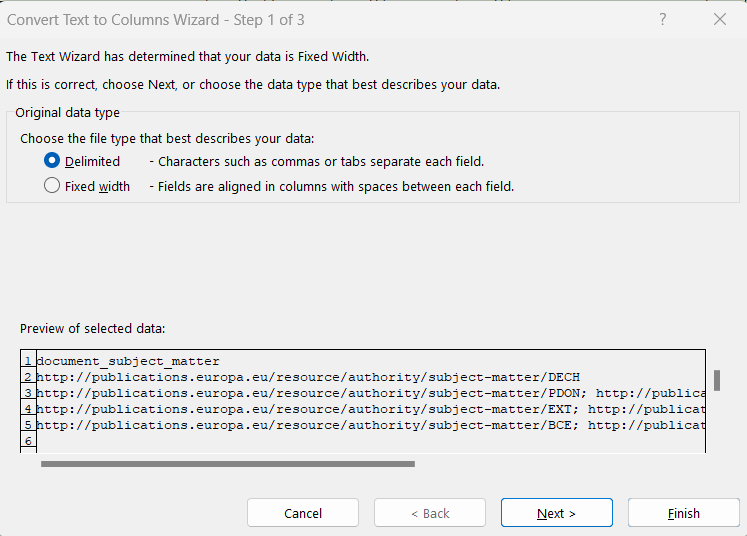 Convert Text to Columns Wizard - Step 1 of 3 ?
The Text Wizard has determined that your data is Fixed Width.
If this is correct, choose Next, or choose the data type that best describes your data.
Original data type
Choose the file type that best describes your data:
Delimited - Characters such as commas or tabs separate each field.
Fixed width - Fields are aligned in columns with spaces between each field.
Preview of selected data:
1 document_subject_matter
2 http://publications.europa.eu/resource/authority/subject-matter/DECH
3 http://publications.europa.eu/resource/authority/subject-matter/PDON; http://publica
4 http://publications.europa.eu/resource/authority/subject-matter/EXT; http://publicat
5 http://publications.europa.eu/resource/authority/subject-matter/BCE; http://publicat
6
Cancel < Back Next > Finish